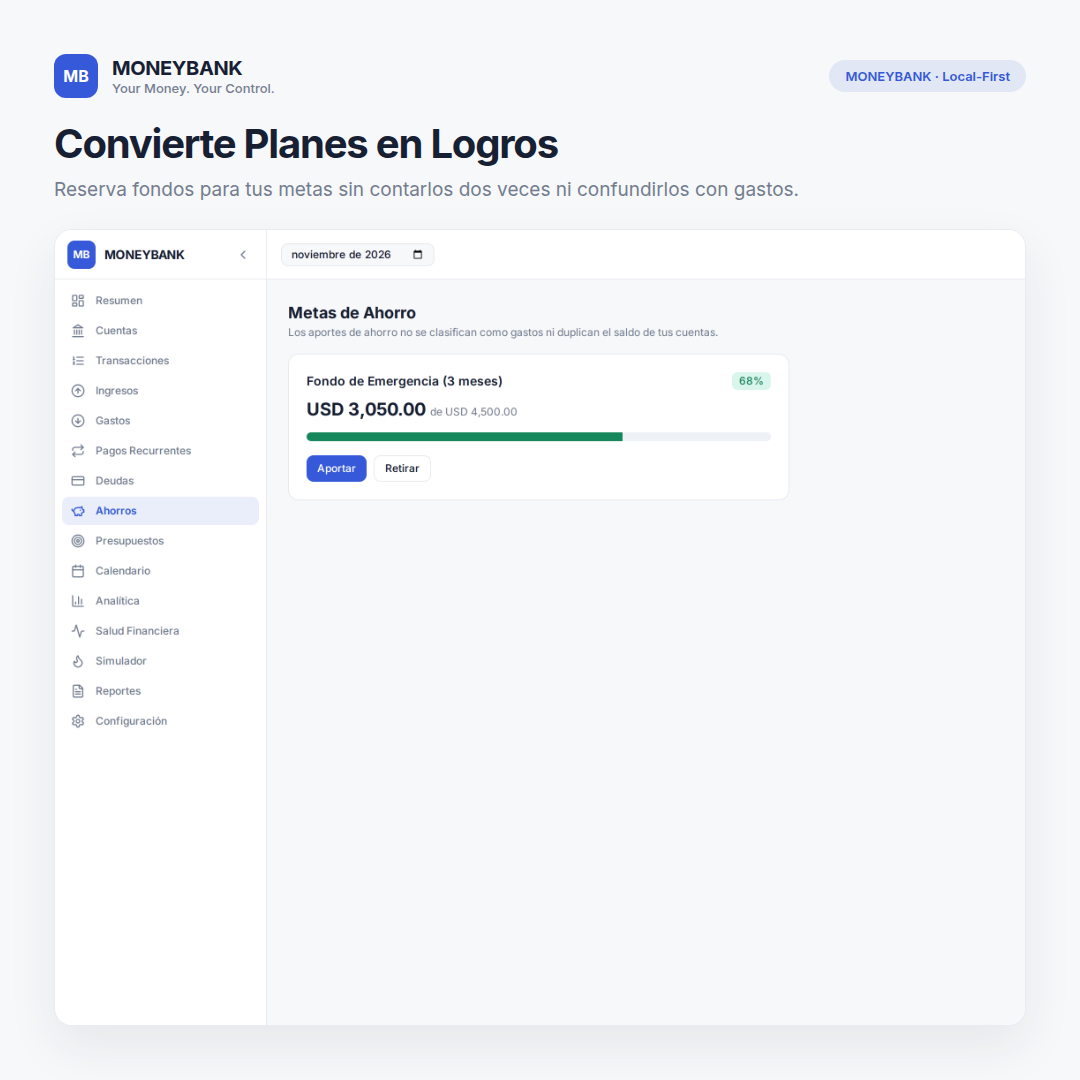 MB
MONEYBANK
Your Money. Your Control.
MONEYBANK · Local-First
Convierte Planes en Logros
Reserva fondos para tus metas sin contarlos dos veces ni confundirlos con gastos.
MB MONEYBANK
noviembre de 2026
Resumen
Cuentas
Transacciones
Ingresos
Gastos
Pagos Recurrentes
Deudas
Ahorros
Presupuestos
Calendario
Analítica
Salud Financiera
Simulador
Reportes
Configuración
Metas de Ahorro
Los aportes de ahorro no se clasifican como gastos ni duplican el saldo de tus cuentas.
Fondo de Emergencia (3 meses) 68%
USD 3,050.00 de USD 4,500.00
Aportar Retirar